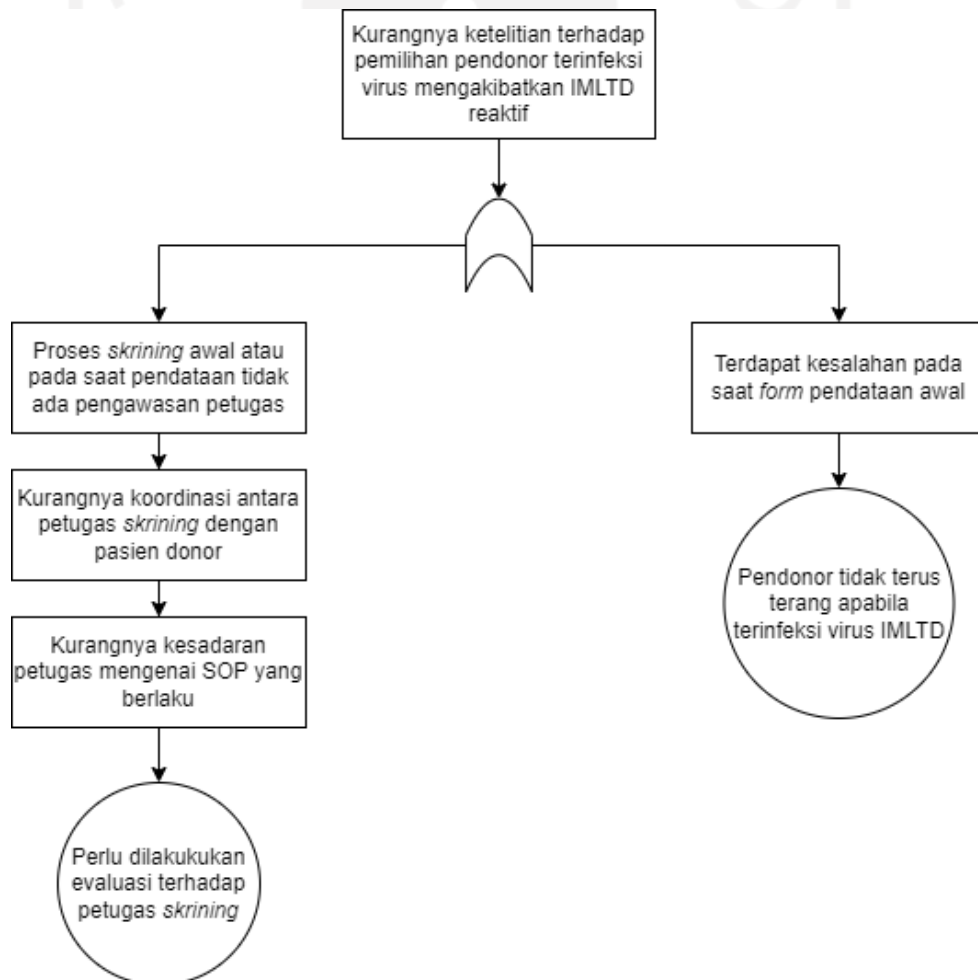 Kurangnya ketelitian terhadap
pemilihan pendonor terinfeksi
virus mengakibatkan IMLTD
reaktif
Proses skrining awal atau
pada saat pendataan tidak
ada pengawasan petugas
Terdapat kesalahan pada
saat form pendataan awal
Kurangnya koordinasi antara
petugas skrining dengan
pasien donor
Pendonor tidak terus
terang apabila
terinfeksi virus IMLTD
Kurangnya kesadaran
petugas mengenai SOP yang
berlaku
Perlu dilakukukan
evaluasi terhadap
petugas skrining